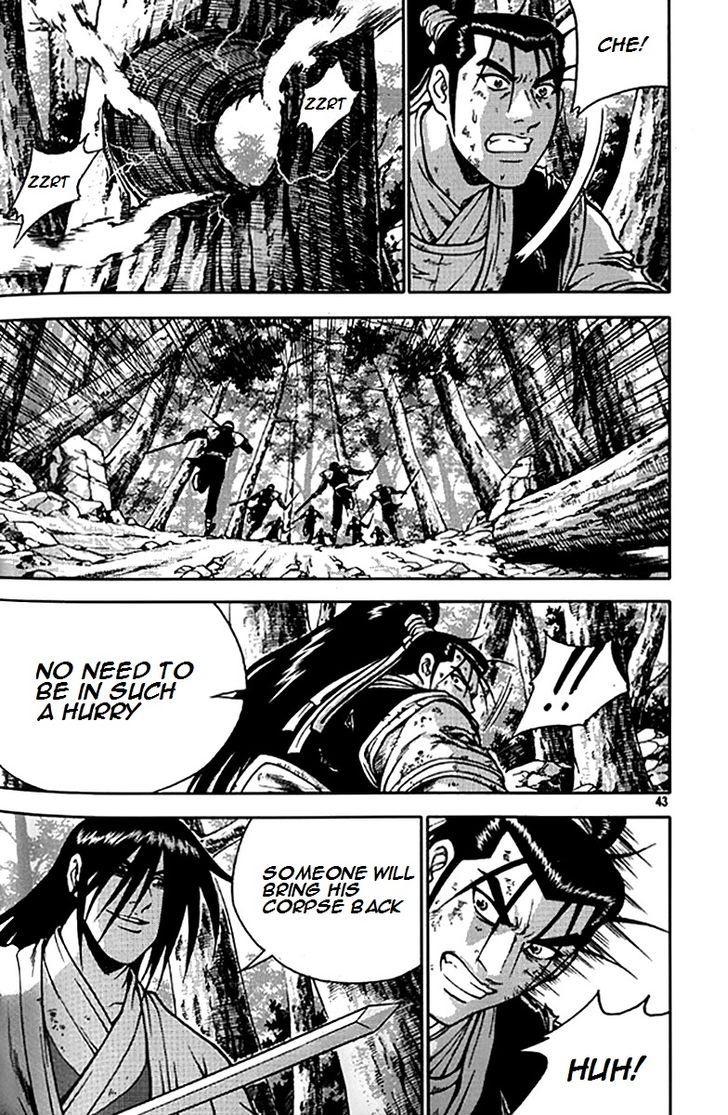 ZZRT
ZZRT
CHE!
NO NEED TO
BE IN SUCH
A HURRY
!!
43
SOMEONE WILL
BRING HIS
CORPSE BACK
HUH!